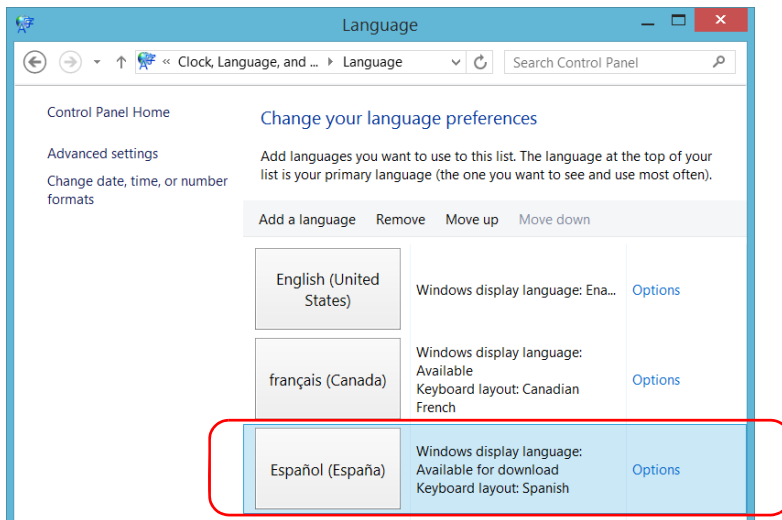 Language
« Clock, Language, and ... Language Search Control Panel
Control Panel Home
Advanced settings
Change date, time, or number
formats
Change your language preferences
Add languages you want to use to this list. The language at the top of your
list is your primary language (the one you want to see and use most often).
Add a language Remove Move up Move down
English (United
States)
Windows display language: Ena...
Options
français (Canada)
Windows display language:
Available
Keyboard layout: Canadian
French
Options
Español (España)
Windows display language:
Available for download
Keyboard layout: Spanish
Options